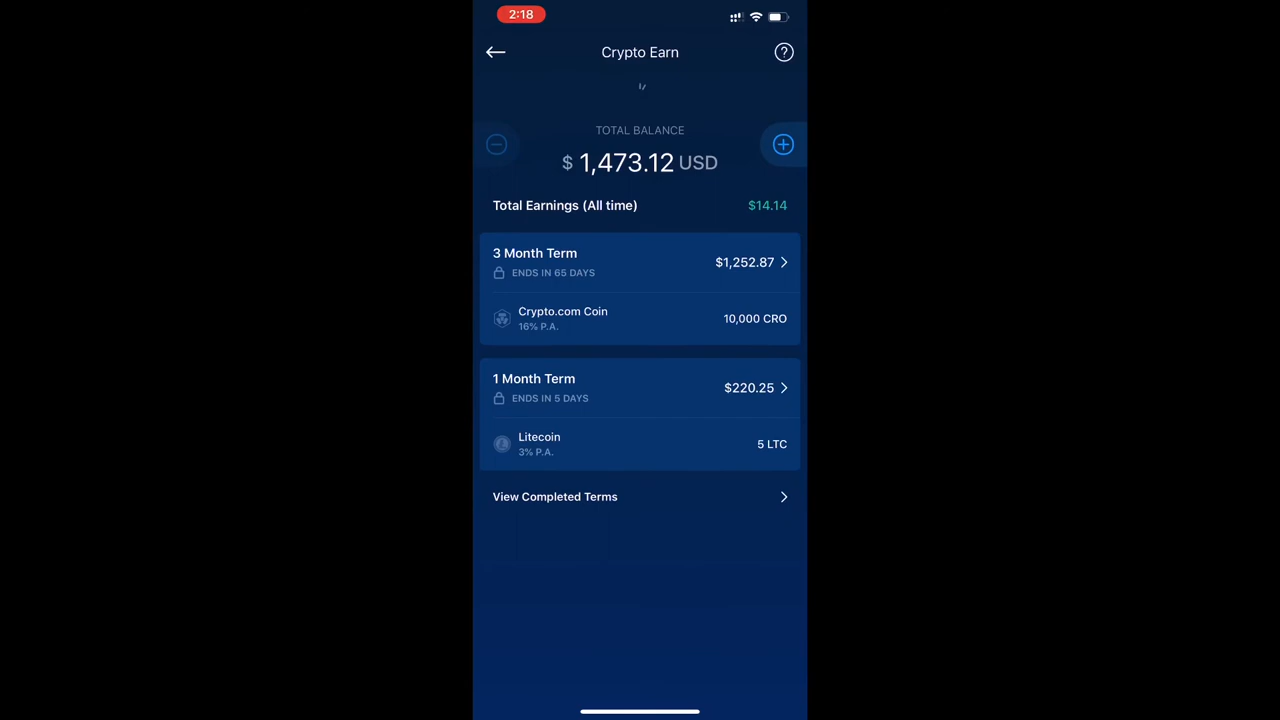 2:18
Crypto Earn
TOTAL BALANCE
$ 1,473.12 USD
Total Earnings (All time) $14.14
3 Month Term
ENDS IN 65 DAYS
$1,252.87
Crypto.com Coin
16% P.A.
10,000 CRO
1 Month Term
ENDS IN 5 DAYS
$220.25
Litecoin
3% P.A.
5 LTC
View Completed Terms